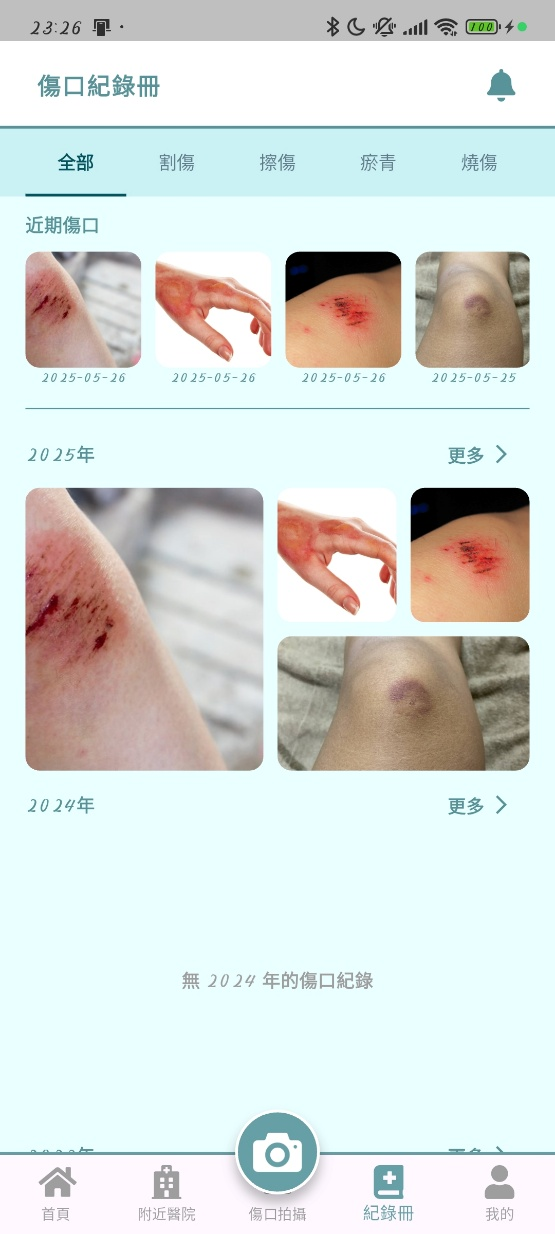 23:26
100
傷口紀錄冊
全部 割傷 擦傷 瘀青 燒傷
近期傷口
2025-05-26 2025-05-26 2025-05-26 2025-05-25
2025年 更多
2024年 更多
無 2024 年的傷口紀錄
首頁 附近醫院 傷口拍攝 紀錄冊 我的